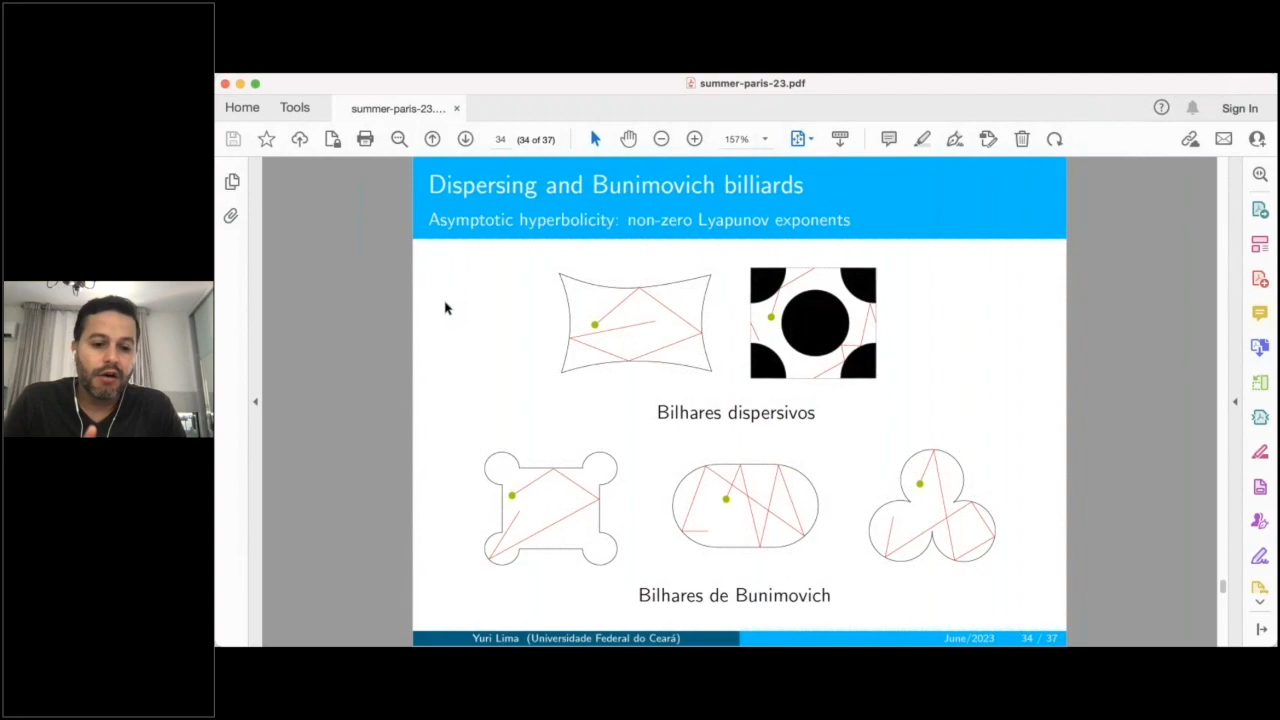 summer-paris-23.pdf
Home Tools summer-paris-23.... × Sign In
34 (34 of 37) 157%
Dispersing and Bunimovich billiards
Asymptotic hyperbolicity: non-zero Lyapunov exponents
Bilhares dispersivos
Bilhares de Bunimovich
Yuri Lima (Universidade Federal do Ceará) June/2023 34 / 37